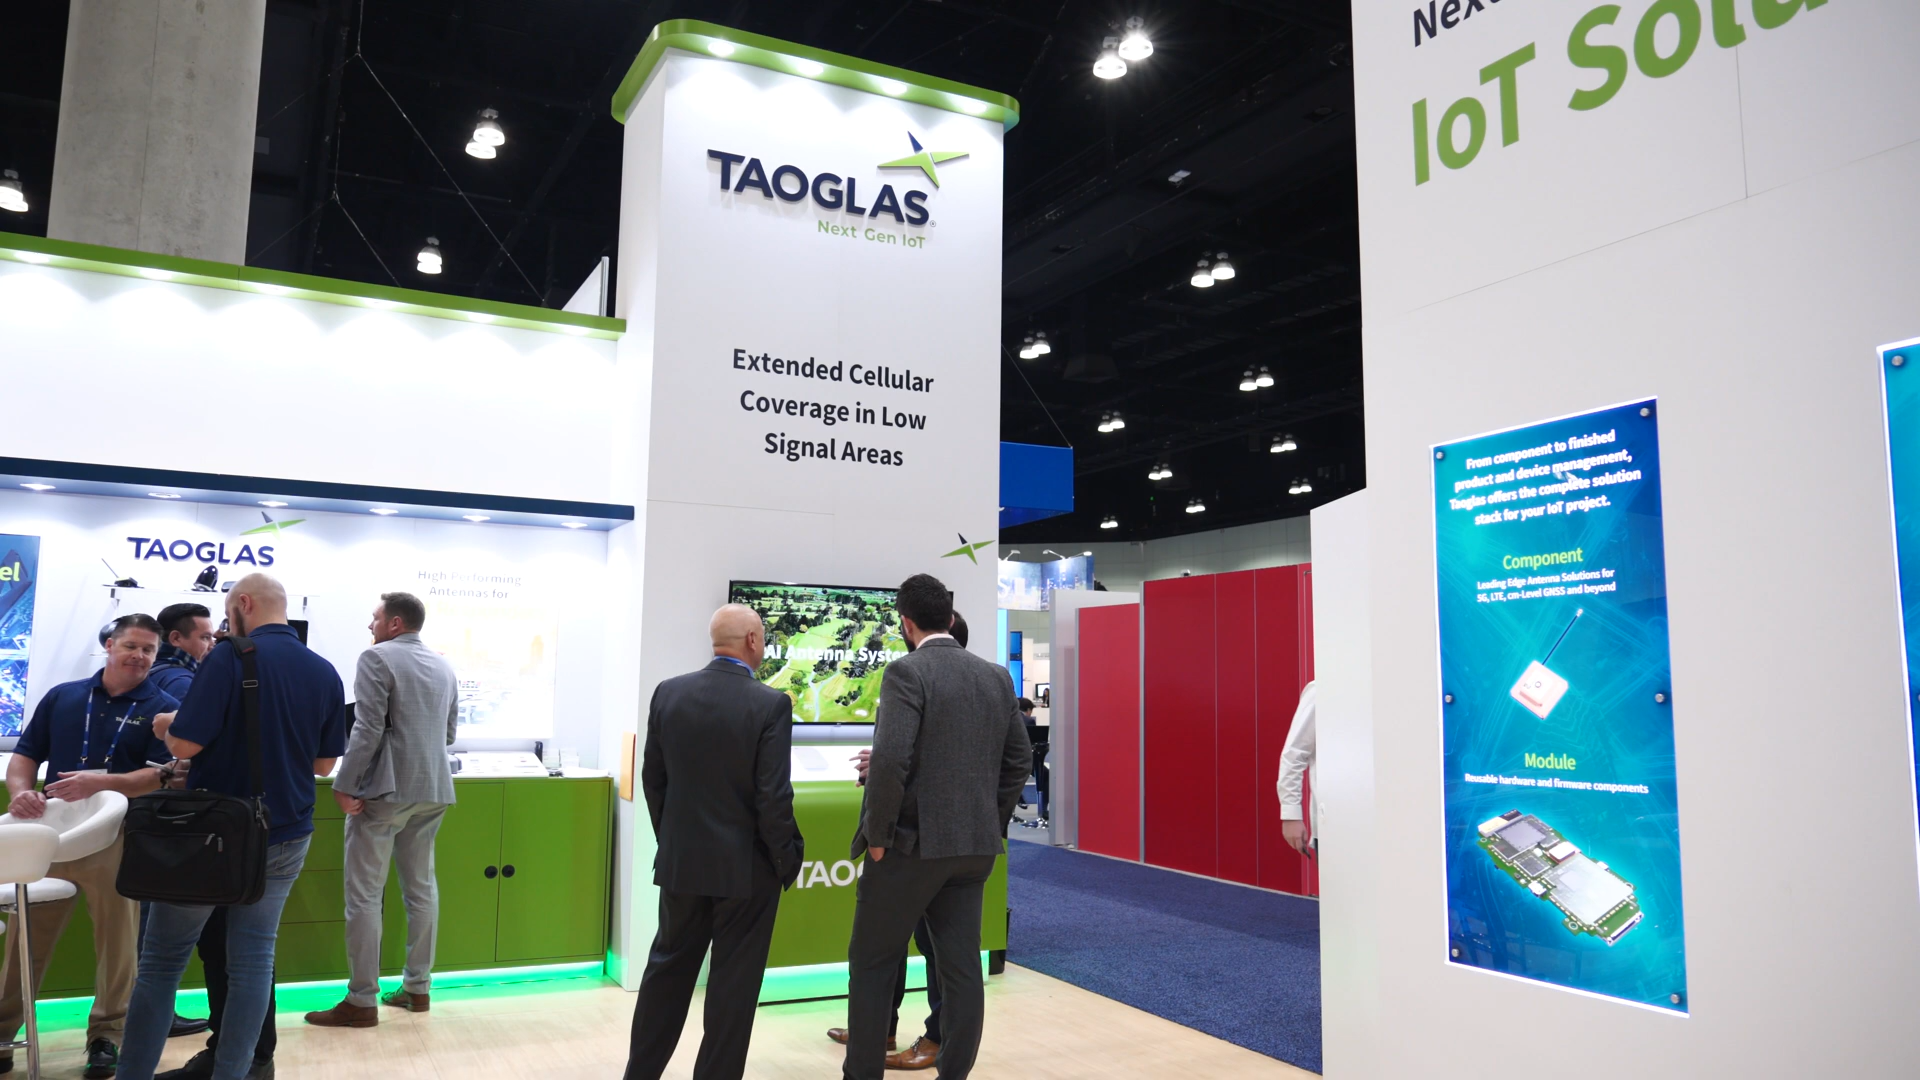 TAOGLAS®
Next Gen IoT
Extended Cellular
Coverage in Low
Signal Areas
AI Antenna Syste
TAOG
TAOGLAS
High Performing
Antennas for
el
TAOGLAS
Next
IoT Solu
From component to finished
product and device management,
Taoglas offers the complete solution
stack for your IoT project.
Component
Leading Edge Antenna Solutions for
5G, LTE, cm-Level GNSS and beyond
Module
Reusable hardware and firmware components